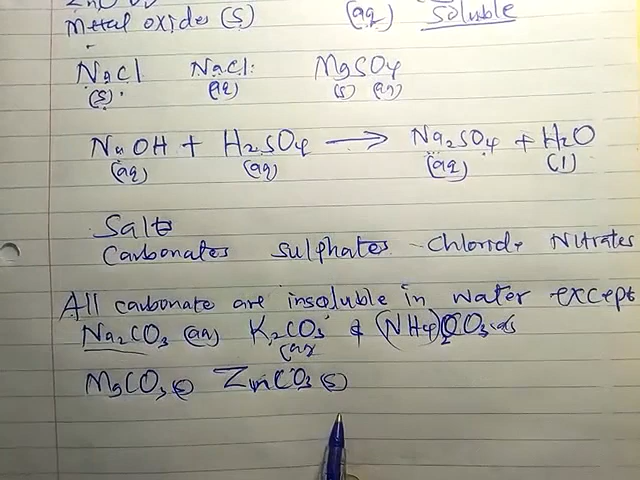 Metal oxides (s) (aq) Soluble
NaCl NaCl: MgSO4
(s). (aq) (s) (aq)
NaOH + H2SO4 → Na2SO4 + H2O
(aq) (aq) (aq) (l)
Salts
Carbonates sulphates - chloride Nitrates
All carbonate are insoluble in water except
Na2CO3 (aq) K2CO3 & (NH4)2CO3
(aq)
MgCO3(s) ZnCO3(s)